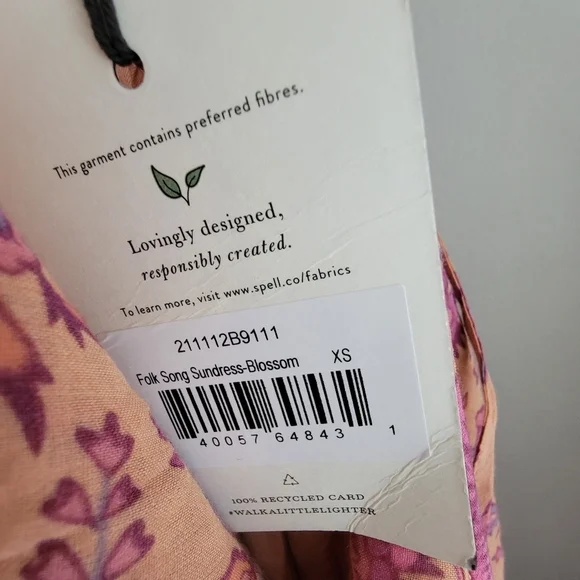 This garment contains preferred fibres.
Lovingly designed,
responsibly created.
To learn more, visit www.spell.co/fabrics
211112B9111
Folk Song Sundress-Blossom XS
40057 64843 1
100% RECYCLED CARD
#WALKALITTLELIGHTER